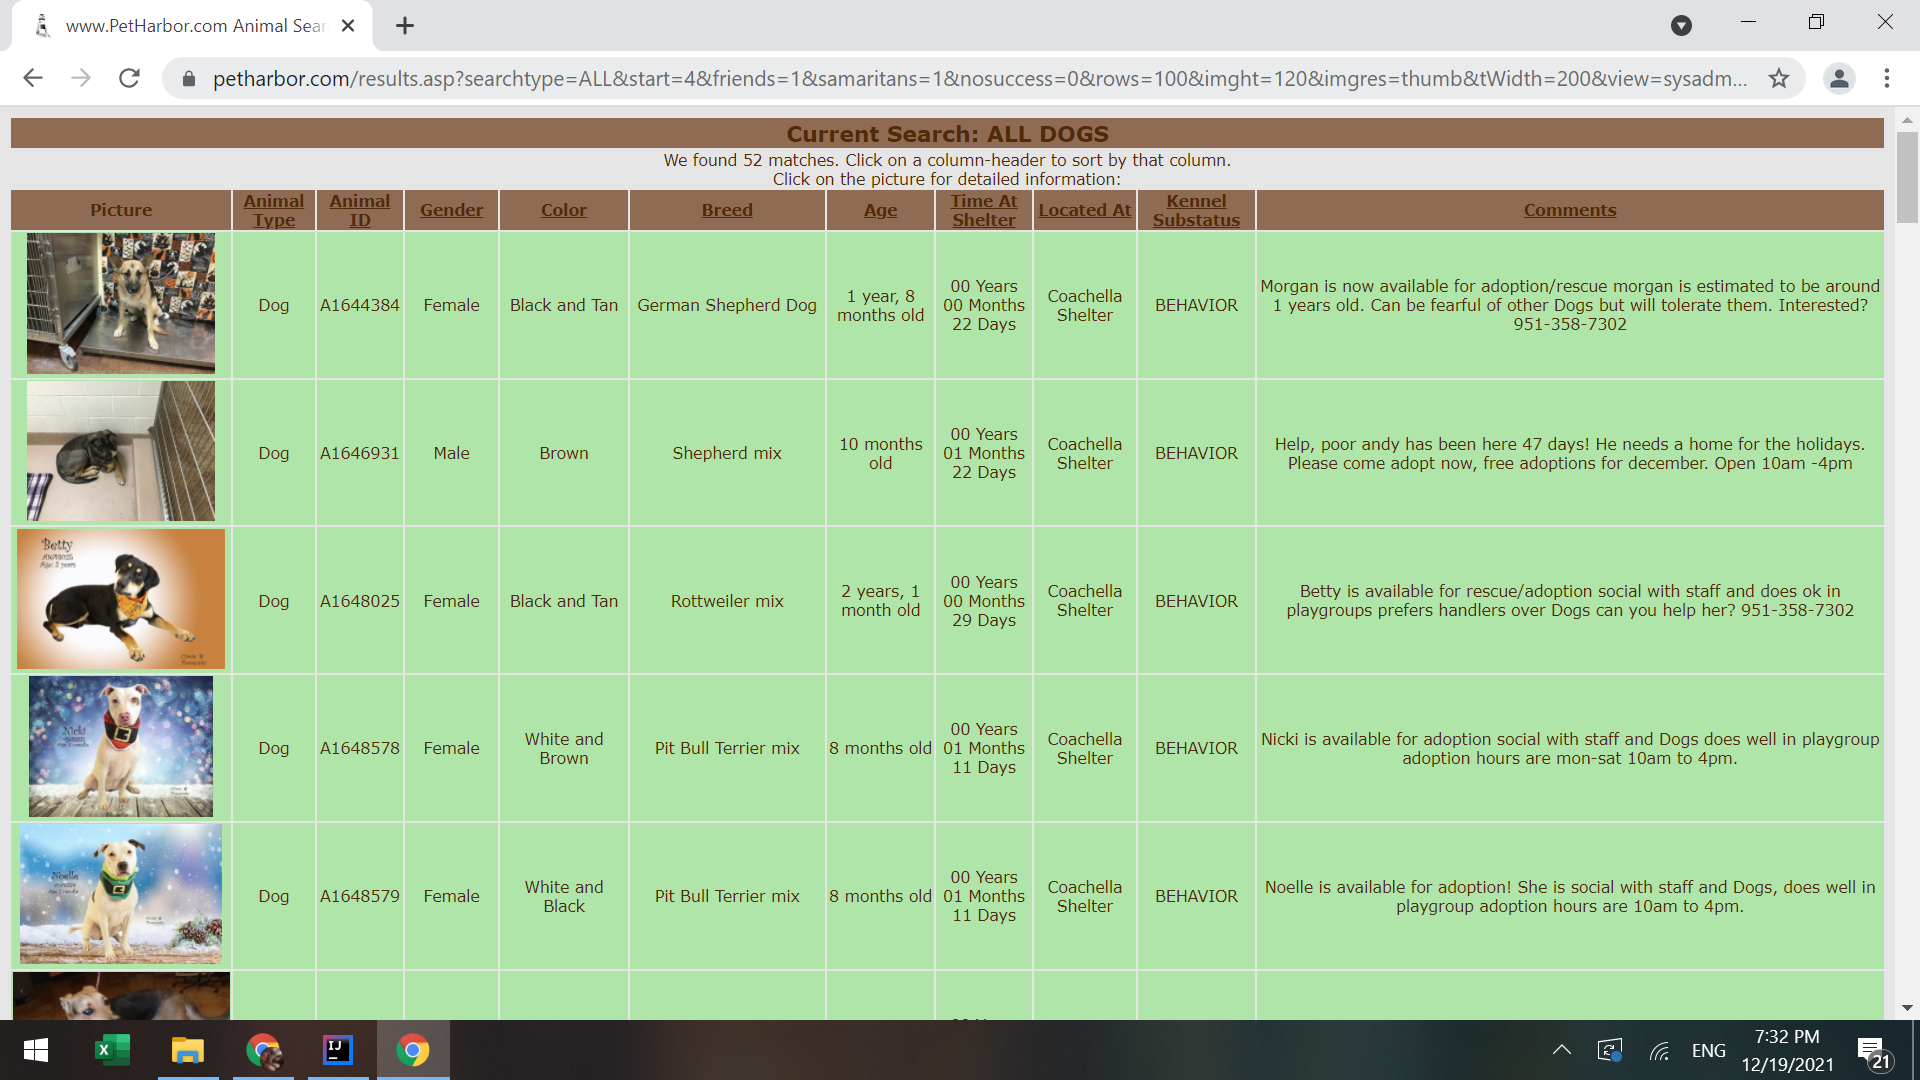 www.PetHarbor.com Animal Sear
petharbor.com/results.asp?searchtype=ALL&start=4&friends=1&samaritans=1&nosuccess=0&rows=100&imght=120&imgres=thumb&tWidth=200&view=sysadm...
Current Search: ALL DOGS
We found 52 matches. Click on a column-header to sort by that column.
Click on the picture for detailed information:
Picture
Animal
Type
Animal
ID
Gender
Color
Breed
Age
Time At
Shelter
Located At
Kennel
Substatus
Comments
Dog
A1644384
Female
Black and Tan
German Shepherd Dog
1 year, 8
months old
00 Years
00 Months
22 Days
Coachella
Shelter
BEHAVIOR
Morgan is now available for adoption/rescue morgan is estimated to be around
1 years old. Can be fearful of other Dogs but will tolerate them. Interested?
951-358-7302
Dog
A1646931
Male
Brown
Shepherd mix
10 months
old
00 Years
01 Months
22 Days
Coachella
Shelter
BEHAVIOR
Help, poor andy has been here 47 days! He needs a home for the holidays.
Please come adopt now, free adoptions for december. Open 10am -4pm
Betty
Age: 2 years
Dog
A1648025
Female
Black and Tan
Rottweiler mix
2 years, 1
month old
00 Years
00 Months
29 Days
Coachella
Shelter
BEHAVIOR
Betty is available for rescue/adoption social with staff and does ok in
playgroups prefers handlers over Dogs can you help her? 951-358-7302
Nicki
Dog
A1648578
Female
White and
Brown
Pit Bull Terrier mix
8 months old
00 Years
01 Months
11 Days
Coachella
Shelter
BEHAVIOR
Nicki is available for adoption social with staff and Dogs does well in playgroup
adoption hours are mon-sat 10am to 4pm.
Noelle
Dog
A1648579
Female
White and
Black
Pit Bull Terrier mix
8 months old
00 Years
01 Months
11 Days
Coachella
Shelter
BEHAVIOR
Noelle is available for adoption! She is social with staff and Dogs, does well in
playgroup adoption hours are 10am to 4pm.
IJ
ENG
7:32 PM
12/19/2021
21